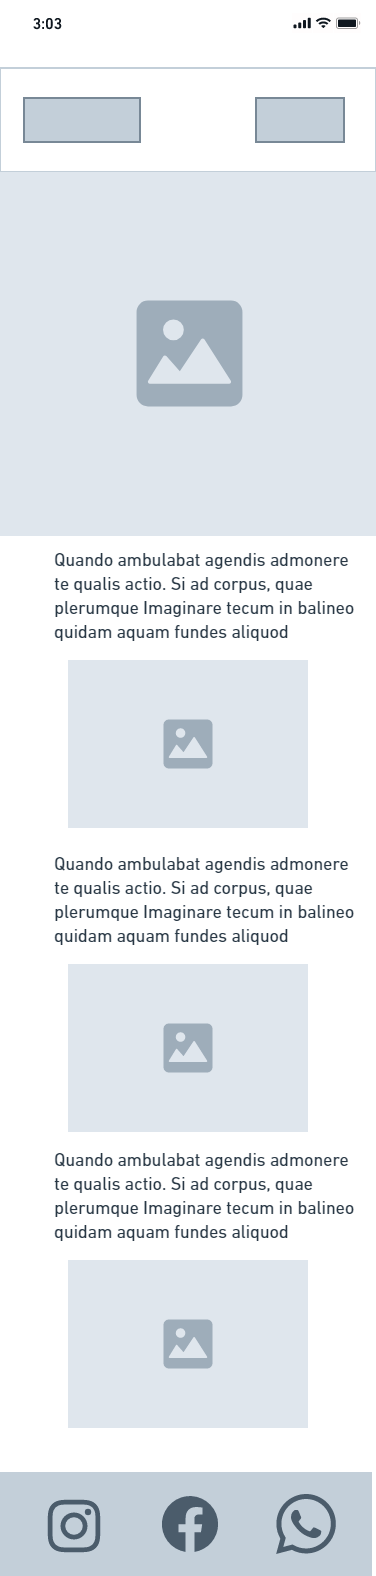 3:03
Quando ambulabat agendis admonere
te qualis actio. Si ad corpus, quae
plerumque Imaginare tecum in balineo
quidam aquam fundes aliquod
Quando ambulabat agendis admonere
te qualis actio. Si ad corpus, quae
plerumque Imaginare tecum in balineo
quidam aquam fundes aliquod
Quando ambulabat agendis admonere
te qualis actio. Si ad corpus, quae
plerumque Imaginare tecum in balineo
quidam aquam fundes aliquod